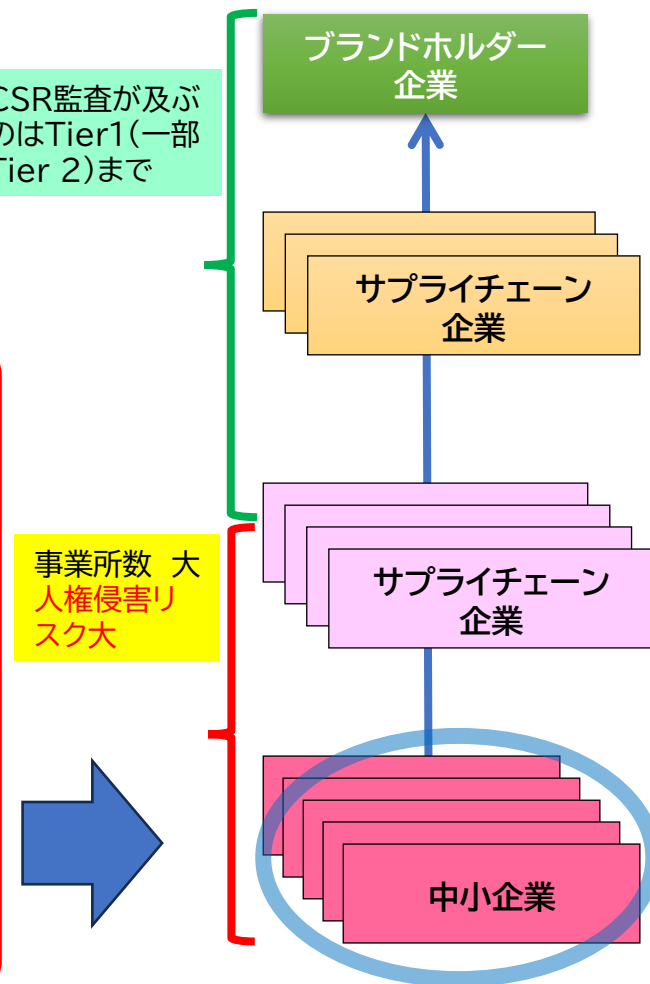 ブランドホルダー
企業
CSR監査が及ぶ
のはTier1(一部
Tier 2)まで
サプライチェーン
企業
事業所数 大
人権侵害リ
スク大
サプライチェーン
企業
中小企業